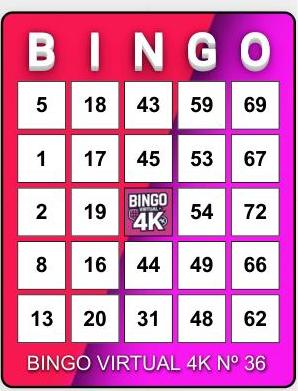 B I N G O
5 18 43 59 69
1 17 45 53 67
2 19 BINGO VIRTUAL 4K 54 72
8 16 44 49 66
13 20 31 48 62
BINGO VIRTUAL 4K Nº 36